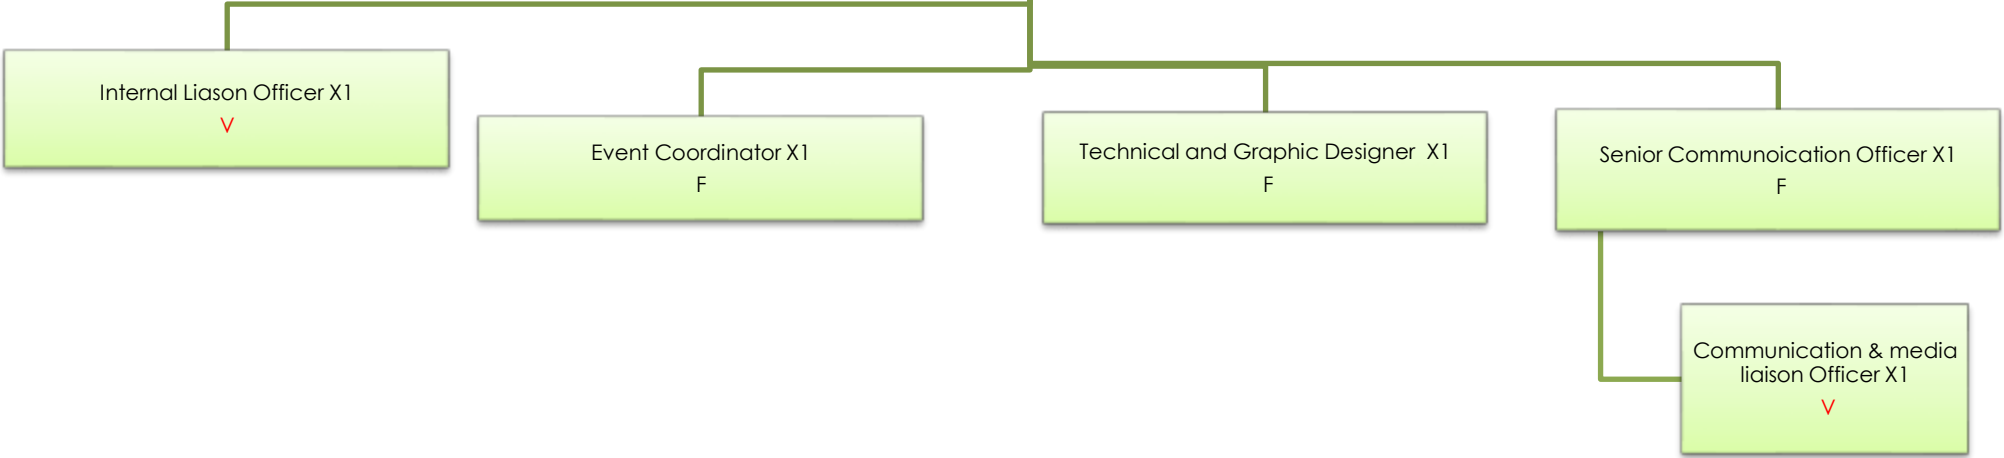 Internal Liason Officer X1
V
Event Coordinator X1
F
Technical and Graphic Designer X1
F
Senior Communoication Officer X1
F
Communication & media
liaison Officer X1
V